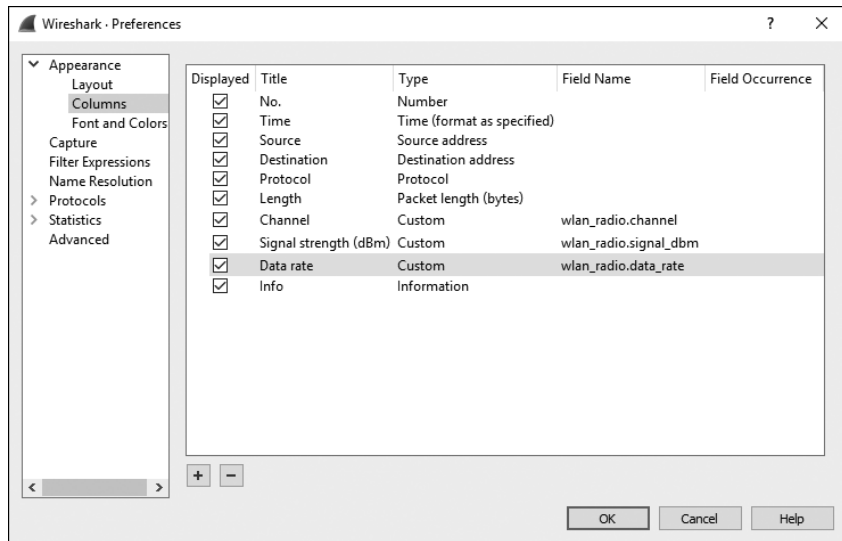 Wireshark · Preferences ? ×
Appearance
Layout
Columns
Font and Colors
Capture
Filter Expressions
Name Resolution
Protocols
Statistics
Advanced
Displayed Title Type Field Name Field Occurrence
No. Number
Time Time (format as specified)
Source Source address
Destination Destination address
Protocol Protocol
Length Packet length (bytes)
Channel Custom wlan_radio.channel
Signal strength (dBm) Custom wlan_radio.signal_dbm
Data rate Custom wlan_radio.data_rate
Info Information
+ −
OK Cancel Help